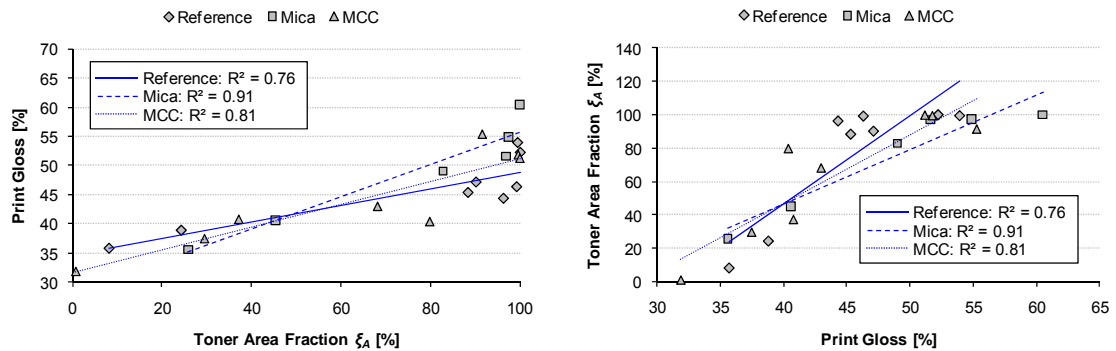 Reference Mica MCC
Print Gloss [%]
70
65
60
55
50
45
40
35
30
Reference: R² = 0.76
Mica: R² = 0.91
MCC: R² = 0.81
0 20 40 60 80 100
Toner Area Fraction ξA [%]
Reference Mica MCC
Toner Area Fraction ξA [%]
140
120
100
80
60
40
20
0
Reference: R² = 0.76
Mica: R² = 0.91
MCC: R² = 0.81
30 35 40 45 50 55 60 65
Print Gloss [%]